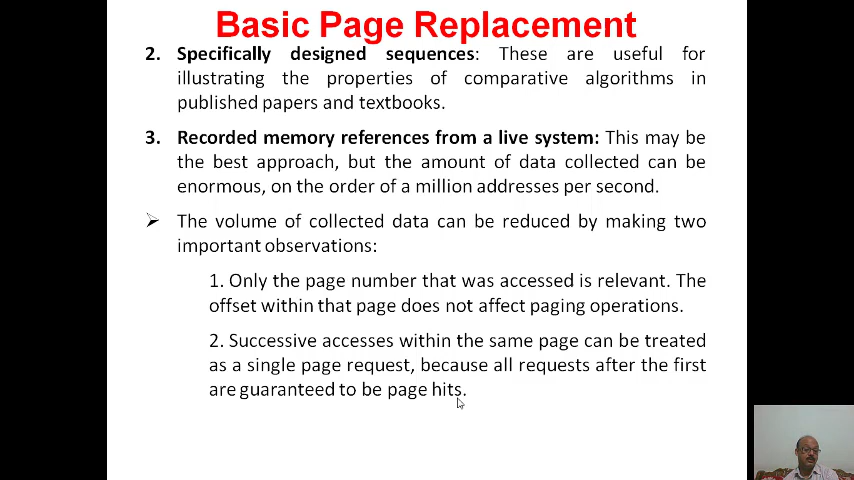 Basic Page Replacement
2. Specifically designed sequences: These are useful for
illustrating the properties of comparative algorithms in
published papers and textbooks.
3. Recorded memory references from a live system: This may be
the best approach, but the amount of data collected can be
enormous, on the order of a million addresses per second.
➢ The volume of collected data can be reduced by making two
important observations:
1. Only the page number that was accessed is relevant. The
offset within that page does not affect paging operations.
2. Successive accesses within the same page can be treated
as a single page request, because all requests after the first
are guaranteed to be page hits.